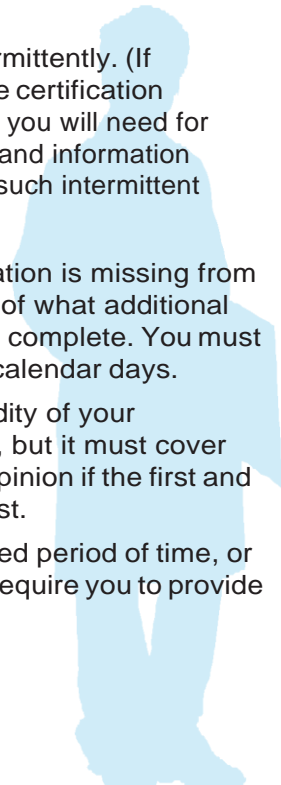 rmittently. (If
e certification
you will need for
and information
such intermittent
ation is missing from
of what additional
complete. You must
calendar days.
dity of your
, but it must cover
pinion if the first and
st.
ed period of time, or
require you to provide